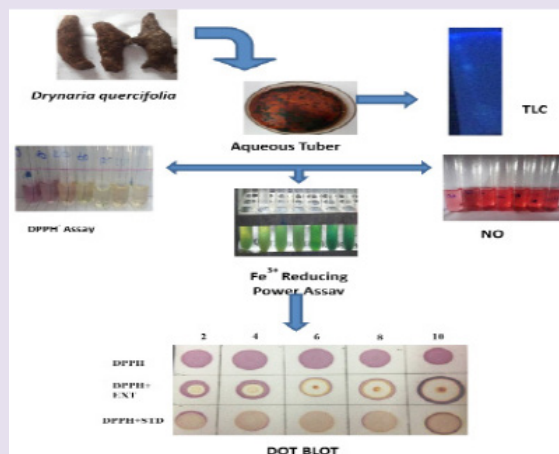 Drynaria quercifolia
Aqueous Tuber
TLC
DPPH˙ Assay
NO
Fe³⁺ Reducing
Power Assay
2 4 6 8 10
DPPH
DPPH+
EXT
DPPH+STD
DOT BLOT